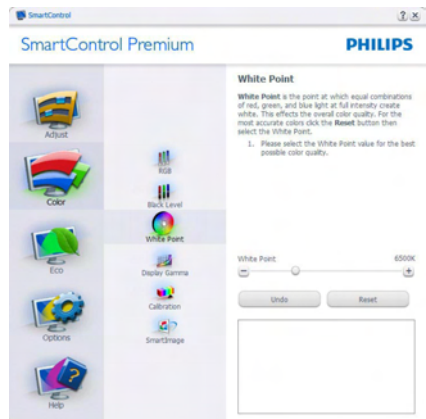 SmartControl
SmartControl Premium
PHILIPS
Adjust
Color
Eco
Options
Help
RGB
Black Level
White Point
Display Gamma
Calibration
SmartImage
White Point
White Point is the point at which equal combinations
of red, green, and blue light at full intensity create
white. This effects the overall color quality. For the
most accurate colors click the Reset button then
select the White Point.
1. Please select the White Point value for the best
possible color quality.
White Point 6500K
Undo Reset